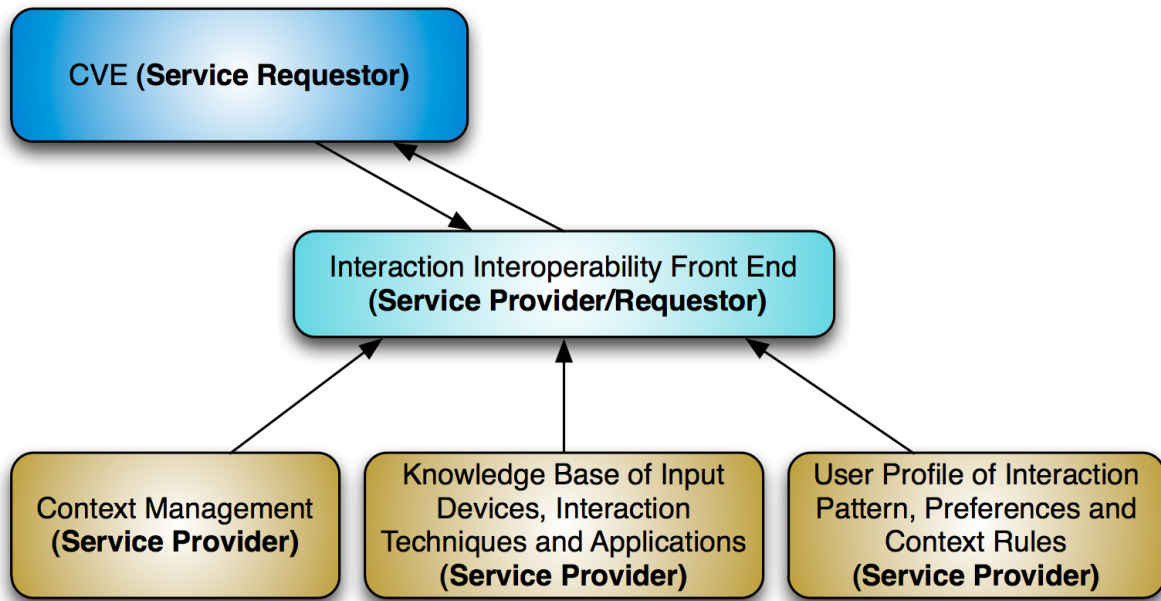 CVE (Service Requestor)
Interaction Interoperability Front End
(Service Provider/Requestor)
Context Management
(Service Provider)
Knowledge Base of Input
Devices, Interaction
Techniques and Applications
(Service Provider)
User Profile of Interaction
Pattern, Preferences and
Context Rules
(Service Provider)